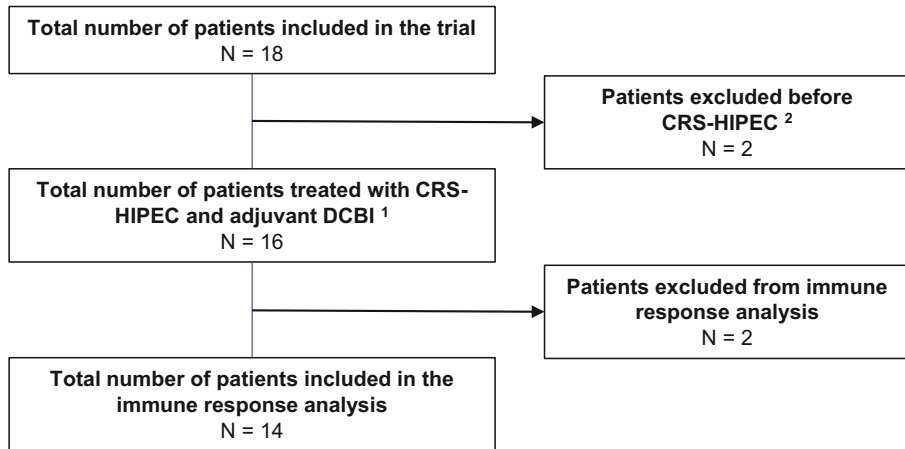 Total number of patients included in the trial
N = 18
Patients excluded before
CRS-HIPEC ²
N = 2
Total number of patients treated with CRS-
HIPEC and adjuvant DCBI ¹
N = 16
Patients excluded from immune
response analysis
N = 2
Total number of patients included in the
immune response analysis
N = 14